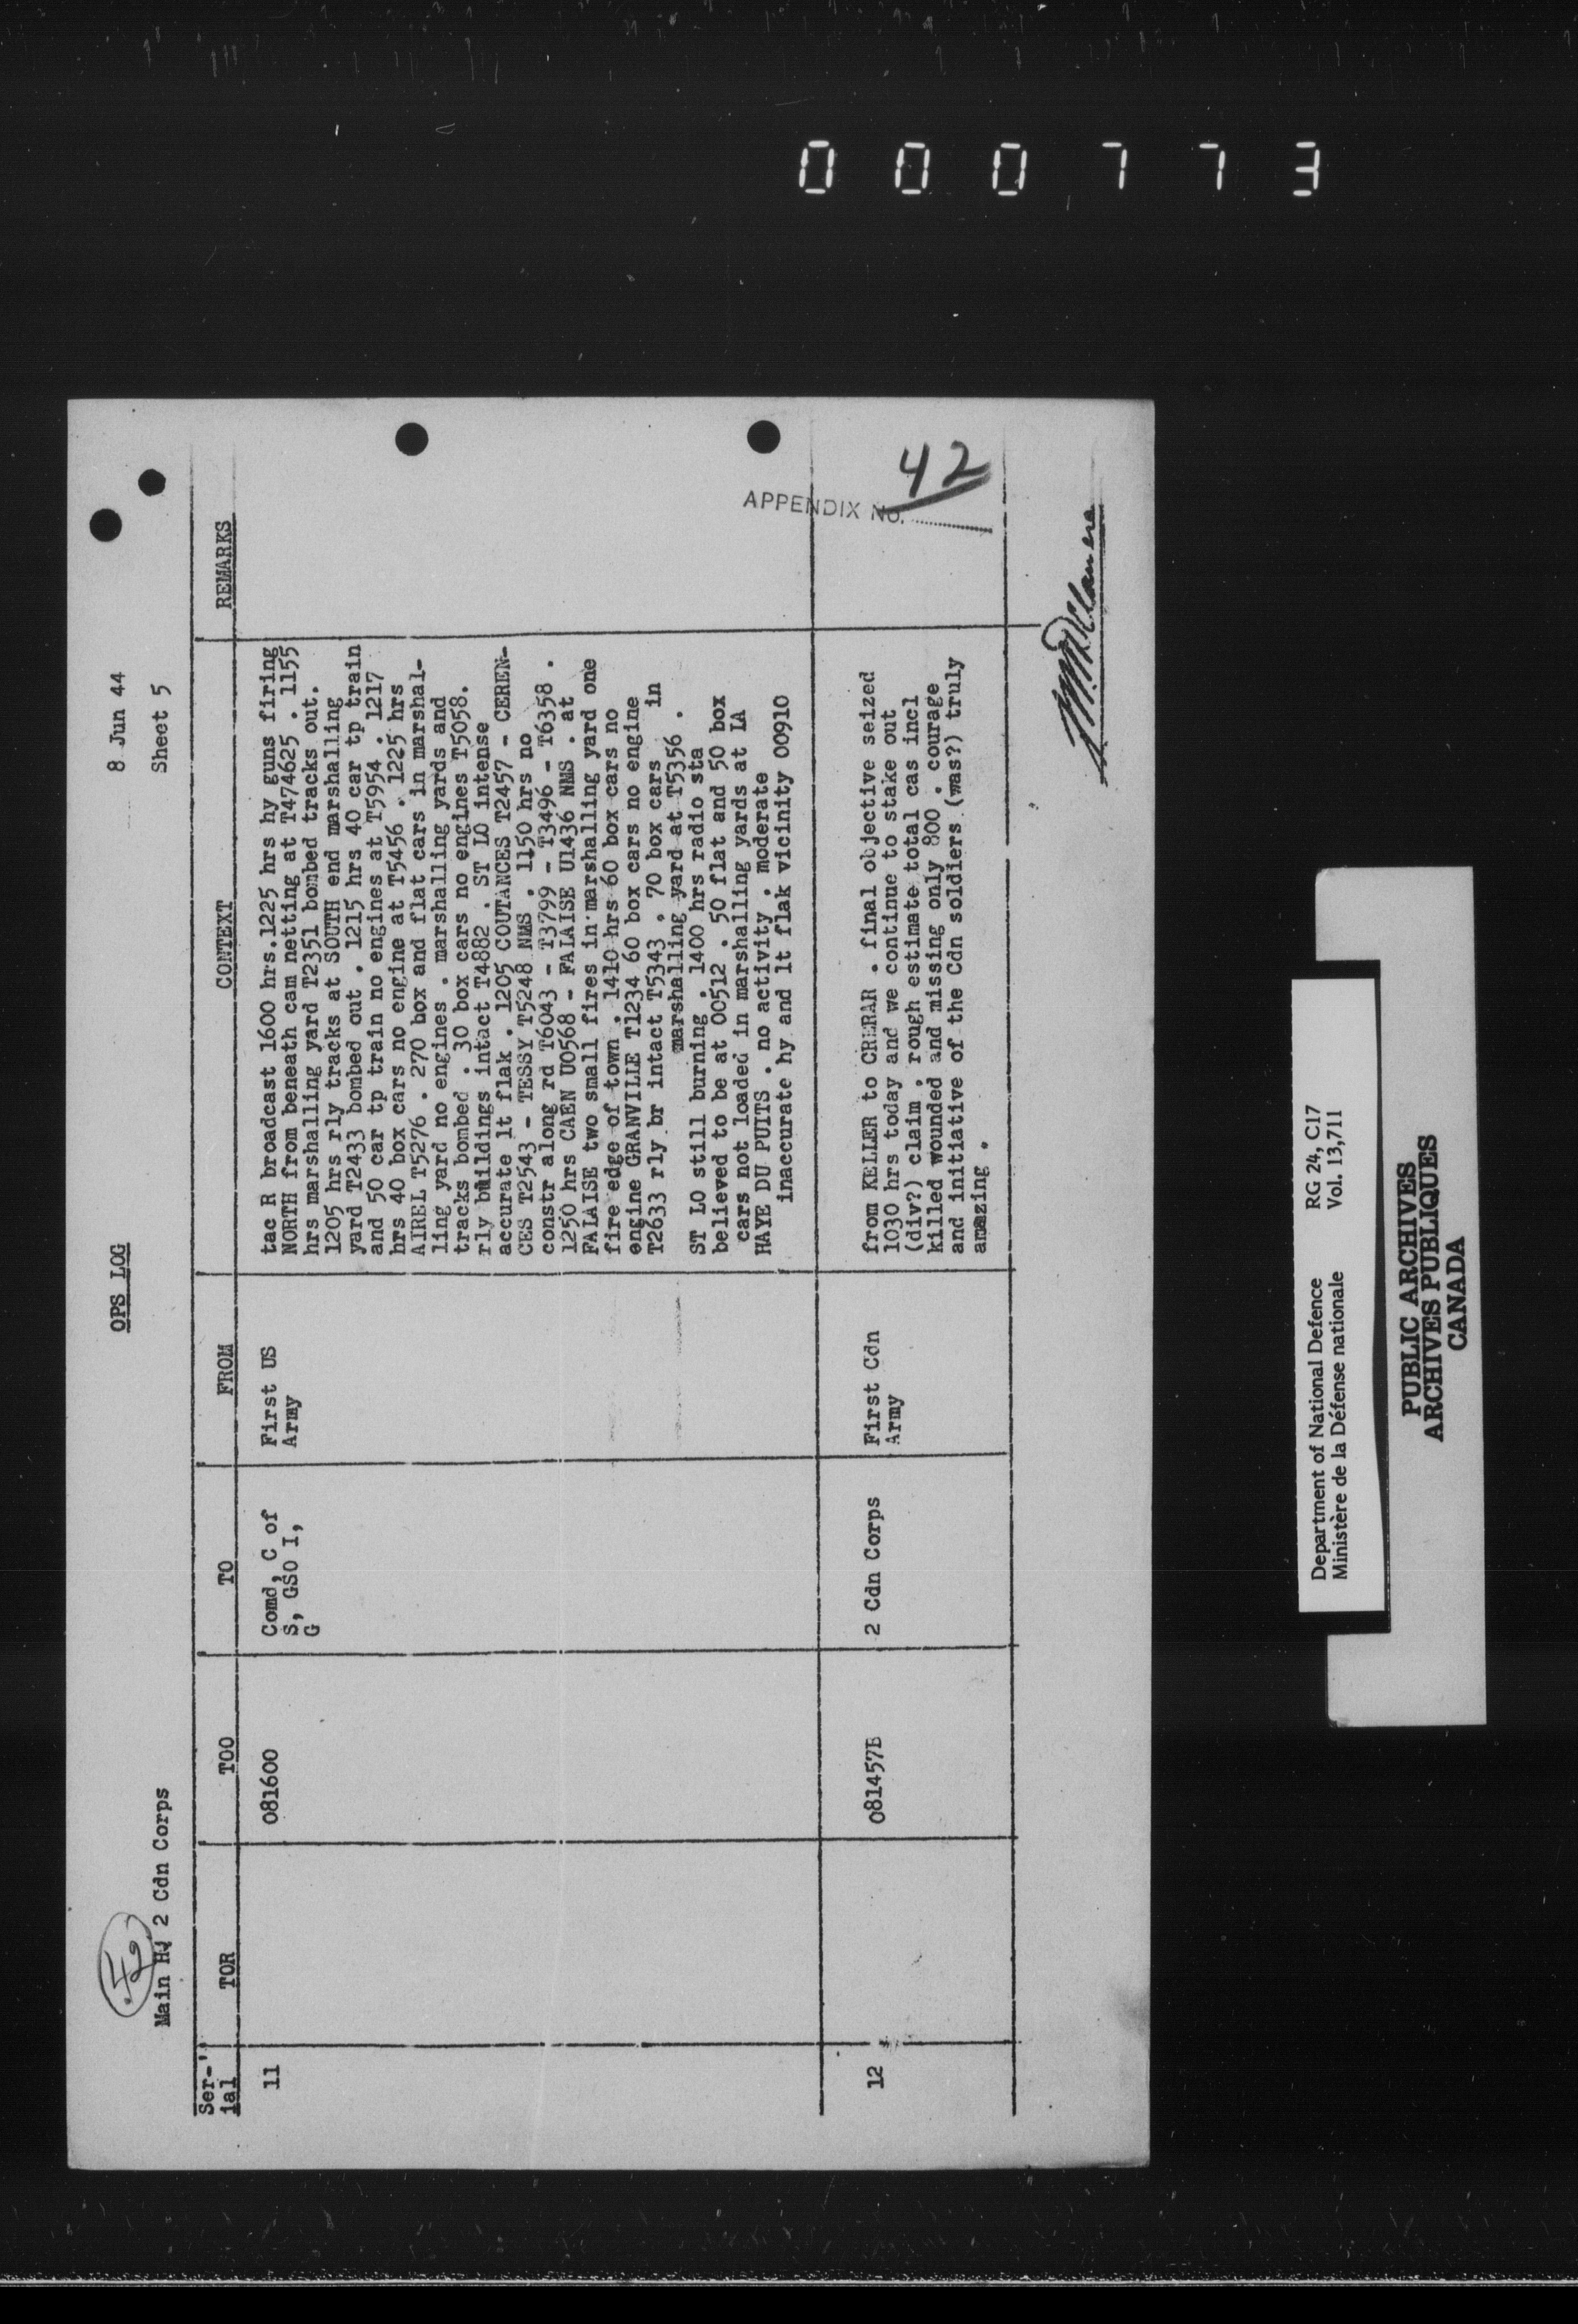 000773
42
OPS LOG
8 Jun 44
Main HQ 2 Cdn Corps
Sheet 5
Ser-'
ial
TOR
TOO
TO
FROM
CONTEXT
REMARKS
11
081600
Comd, C of
S, GSO I,
G
First US
Army
tac R broadcast 1600 hrs.1225 hrs hy guns firing
NORTH from beneath cam netting at T474625 . 1155
hrs marshalling yard T2351 bombed tracks out.
1205 hrs rly tracks at SOUTH end marshalling
yard T2433 bombed out . 1215 hrs 40 car tp train
and 50 car tp train no engines at T5954 . 1217
hrs 40 box cars no engine at T5456 . 1225 hrs
AIREL T5276 . 270 box and flat cars in marshal-
ling yard no engines . marshalling yards and
tracks bombed . 30 box cars no engines T5058.
rly buildings intact T4882 . ST LO intense
accurate lt flak . 1205 COUTANCES T2457 - CEREN-
CES T2543 - TESSY T5248 NMS . 1150 hrs no
constr along rd T6043 - T3799 - T3496 - T6358 .
1250 hrs CAEN U0568 - FALAISE U1436 NMS . at
FALAISE two small fires in marshalling yard one
fire edge of town . 1410 hrs 60 box cars no
engine GRANVILLE T1234 60 box cars no engine
T2633 rly br intact T5343 . 70 box cars in
marshalling yard at T5356 .
ST LO still burning . 1400 hrs radio sta
believed to be at 00512 . 50 flat and 50 box
cars not loaded in marshalling yards at LA
HAYE DU PUITS . no activity . moderate
inaccurate hy and lt flak vicinity 00910
APPENDIX No. 42
12
081457B
2 Cdn Corps
First Cdn
Army
from KELLER to CRERAR . final objective seized
1030 hrs today and we continue to stake out
(div?) claim . rough estimate total cas incl
killed wounded and missing only 800 . courage
and initiative of the Cdn soldiers (was?) truly
amazing .
Department of National Defence
Ministère de la Défense nationale
RG 24, C17
Vol. 13,711
PUBLIC ARCHIVES
ARCHIVES PUBLIQUES
CANADA